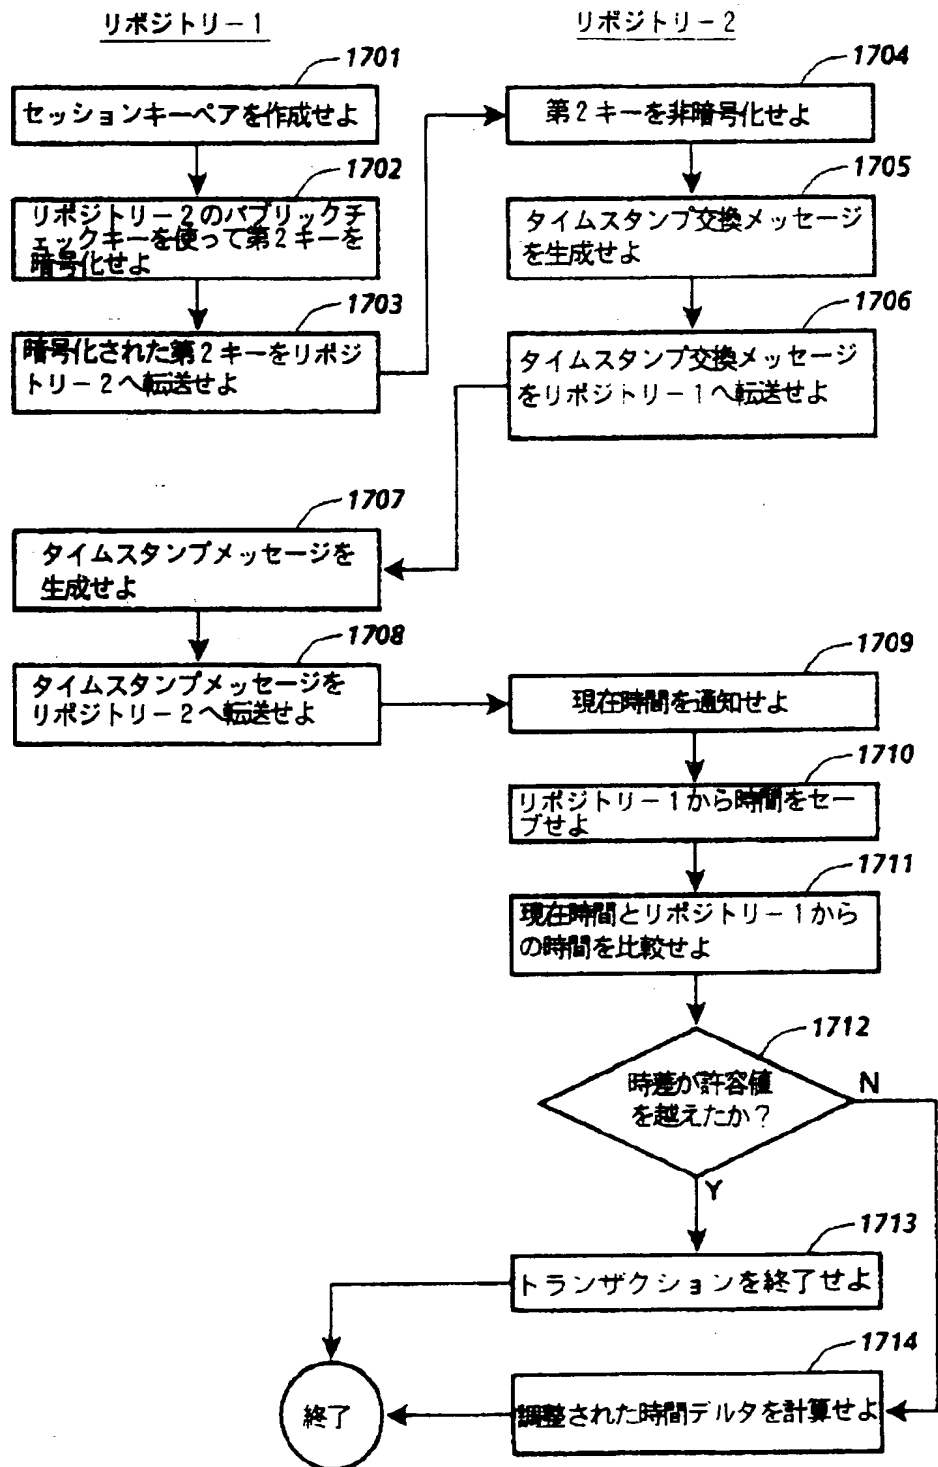 リポジトリー1
リポジトリー2
1701
セッションキーペアを作成せよ
1702
リポジトリー2のパブリックチ
ェックキーを使って第2キーを
暗号化せよ
1703
暗号化された第2キーをリポジ
トリー2へ転送せよ
1704
第2キーを非暗号化せよ
1705
タイムスタンプ交換メッセージ
を生成せよ
1706
タイムスタンプ交換メッセージ
をリポジトリー1へ転送せよ
1707
タイムスタンプメッセージを
生成せよ
1708
タイムスタンプメッセージを
リポジトリー2へ転送せよ
1709
現在時間を通知せよ
1710
リポジトリー1から時間をセー
ブせよ
1711
現在時間とリポジトリー1から
の時間を比較せよ
1712
時差が許容値
を越えたか?
N
Y
1713
トランザクションを終了せよ
1714
調整された時間デルタを計算せよ
終了